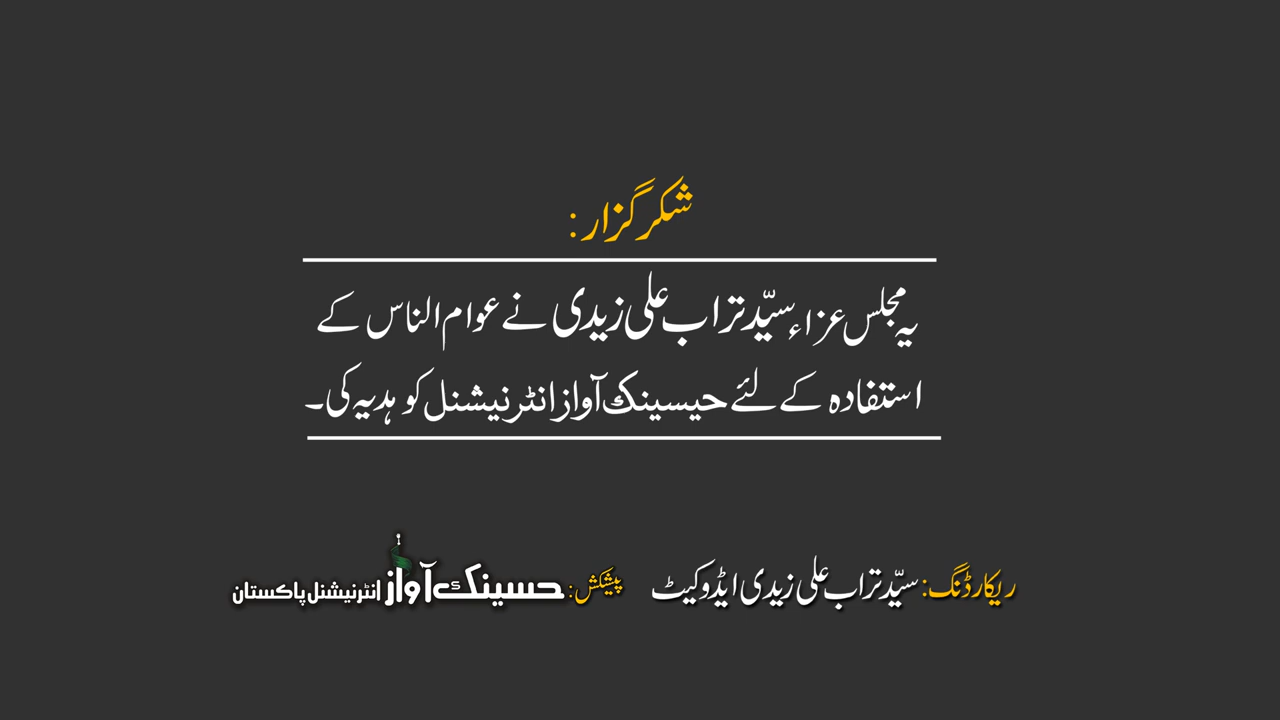 شکر گزار:
یہ مجلس عزاء سیّد تراب علی زیدی نے عوام الناس کے
استفادہ کے لئے حیسینک آواز انٹرنیشنل کو ہدیہ کی۔
ریکارڈنگ: سیّد تراب علی زیدی ایڈوکیٹ پیشکش: حسینک آواز انٹرنیشنل پاکستان